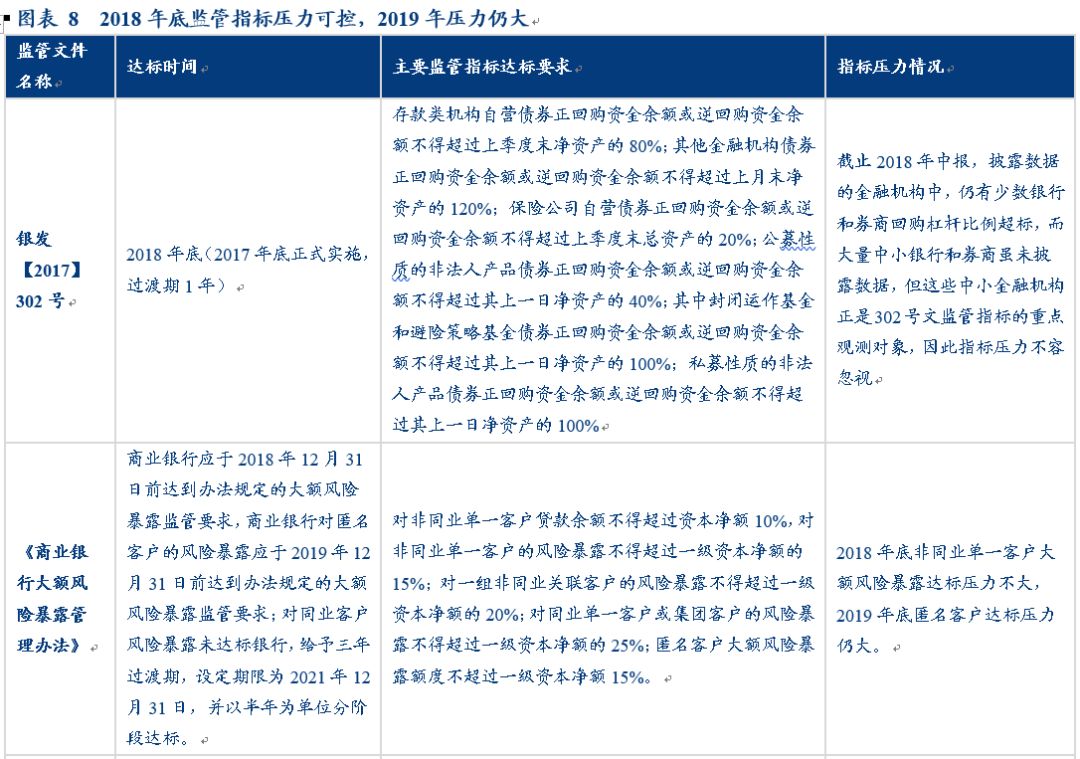 图表 8 2018 年底监管指标压力可控，2019 年压力仍大
监管文件
名称
达标时间
主要监管指标达标要求
指标压力情况
银发
【2017】
302 号
2018 年底（2017 年底正式实施，
过渡期 1 年）
存款类机构自营债券正回购资金余额或逆回购资金余
额不得超过上季度末净资产的 80%；其他金融机构债券
正回购资金余额或逆回购资金余额不得超过上月末净
资产的 120%；保险公司自营债券正回购资金余额或逆
回购资金余额不得超过上季度末总资产的 20%；公募性
质的非法人产品债券正回购资金余额或逆回购资金余
额不得超过其上一日净资产的 40%；其中封闭运作基金
和避险策略基金债券正回购资金余额或逆回购资金余
额不得超过其上一日净资产的 100%；私募性质的非法
人产品债券正回购资金余额或逆回购资金余额不得超
过其上一日净资产的 100%
截止 2018 年中报，披露数据
的金融机构中，仍有少数银行
和券商回购杠杆比例超标，而
大量中小银行和券商虽未披
露数据，但这些中小金融机构
正是 302 号文监管指标的重点
观测对象，因此指标压力不容
忽视
《商业银
行大额风
险暴露管
理办法》
商业银行应于 2018 年 12 月 31
日前达到办法规定的大额风险
暴露监管要求，商业银行对匿名
客户的风险暴露应于 2019 年 12
月 31 日前达到办法规定的大额
风险暴露监管要求；对同业客户
风险暴露未达标银行，给予三年
过渡期，设定期限为 2021 年 12
月 31 日，并以半年为单位分阶
段达标。
对非同业单一客户贷款余额不得超过资本净额 10%，对
非同业单一客户的风险暴露不得超过一级资本净额的
15%；对一组非同业关联客户的风险暴露不得超过一级
资本净额的 20%；对同业单一客户或集团客户的风险暴
露不得超过一级资本净额的 25%；匿名客户大额风险暴
露额度不超过一级资本净额 15%。
2018 年底非同业单一客户大
额风险暴露达标压力不大，
2019 年底匿名客户达标压力
仍大。